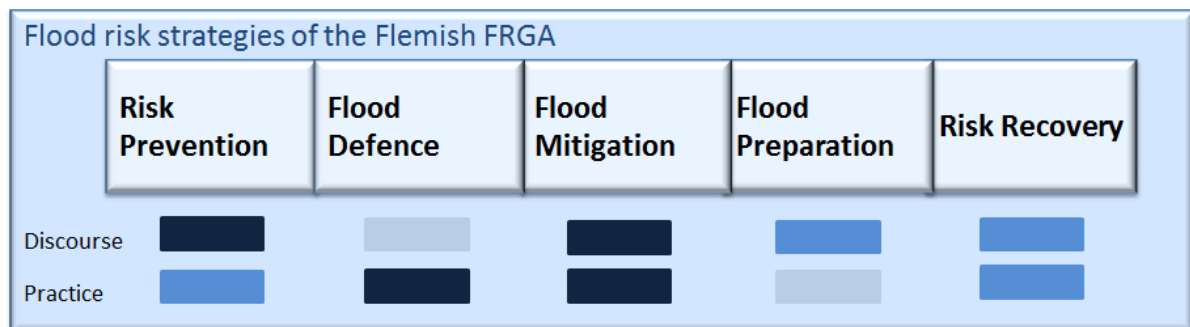 Flood risk strategies of the Flemish FRGA
Risk
Prevention
Flood
Defence
Flood
Mitigation
Flood
Preparation
Risk Recovery
Discourse
Practice